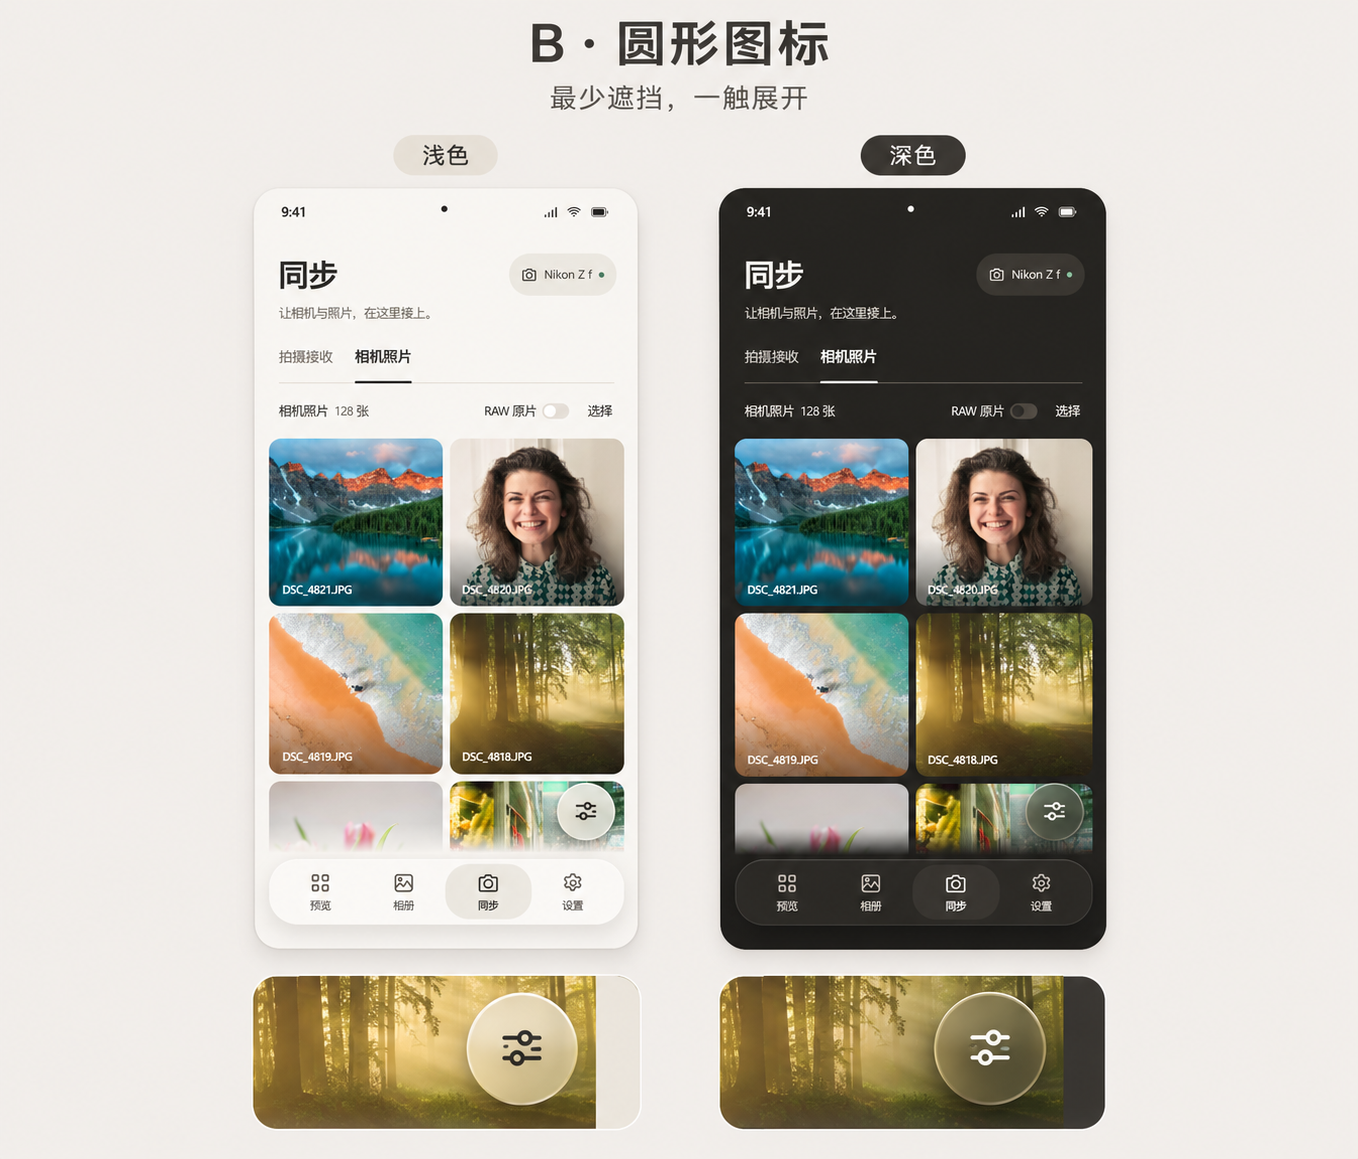 B · 圆形图标
最少遮挡，一触展开
浅色
9:41
同步
Nikon Z f
让相机与照片，在这里接上。
拍摄接收 相机照片
相机照片 128 张 RAW 原片 选择
DSC_4821.JPG DSC_4820.JPG
DSC_4819.JPG DSC_4818.JPG
预览 相册 同步 设置
深色
9:41
同步
Nikon Z f
让相机与照片，在这里接上。
拍摄接收 相机照片
相机照片 128 张 RAW 原片 选择
DSC_4821.JPG DSC_4820.JPG
DSC_4819.JPG DSC_4818.JPG
预览 相册 同步 设置